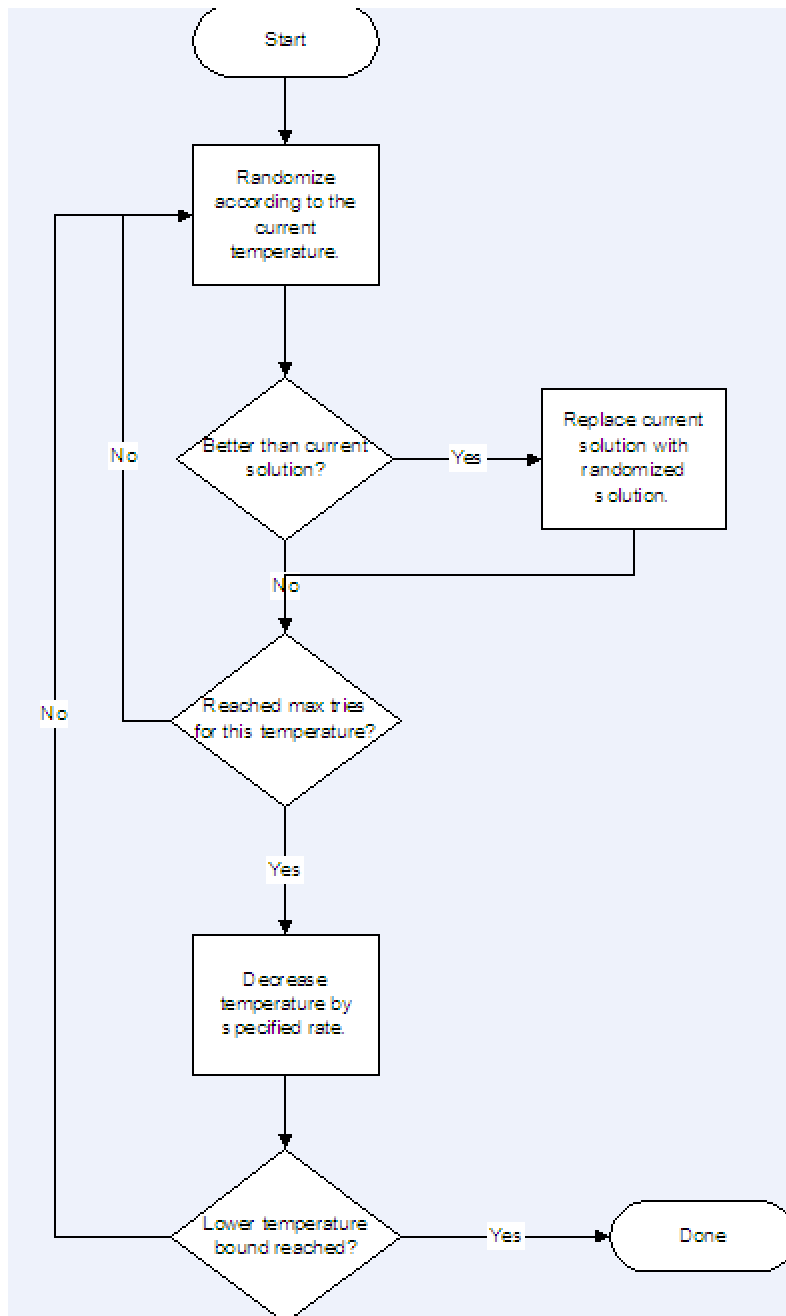 Start
Randomize
according to the
current
temperature.
Better than current
solution?
Yes
Replace current
solution with
randomized
solution.
No
No
Reached max tries
for this temperature?
No
Yes
Decrease
temperature by
specified rate.
Lower temperature
bound reached?
Yes
Done